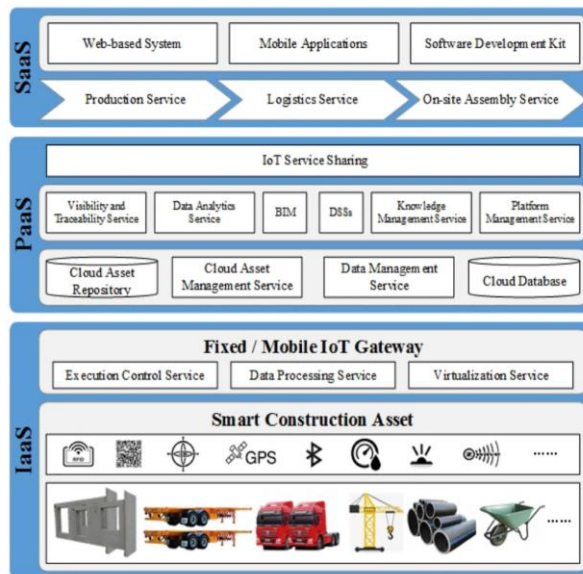 SaaS
Web-based System
Mobile Applications
Software Development Kit
Production Service
Logistics Service
On-site Assembly Service
PaaS
IoT Service Sharing
Visibility and
Traceability Service
Data Analytics
Service
BIM
DSSs
Knowledge
Management Service
Platform
Management Service
Cloud Asset
Repository
Cloud Asset
Management Service
Data Management
Service
Cloud Database
IaaS
Fixed / Mobile IoT Gateway
Execution Control Service
Data Processing Service
Virtualization Service
Smart Construction Asset
RFID
GPS
......
......